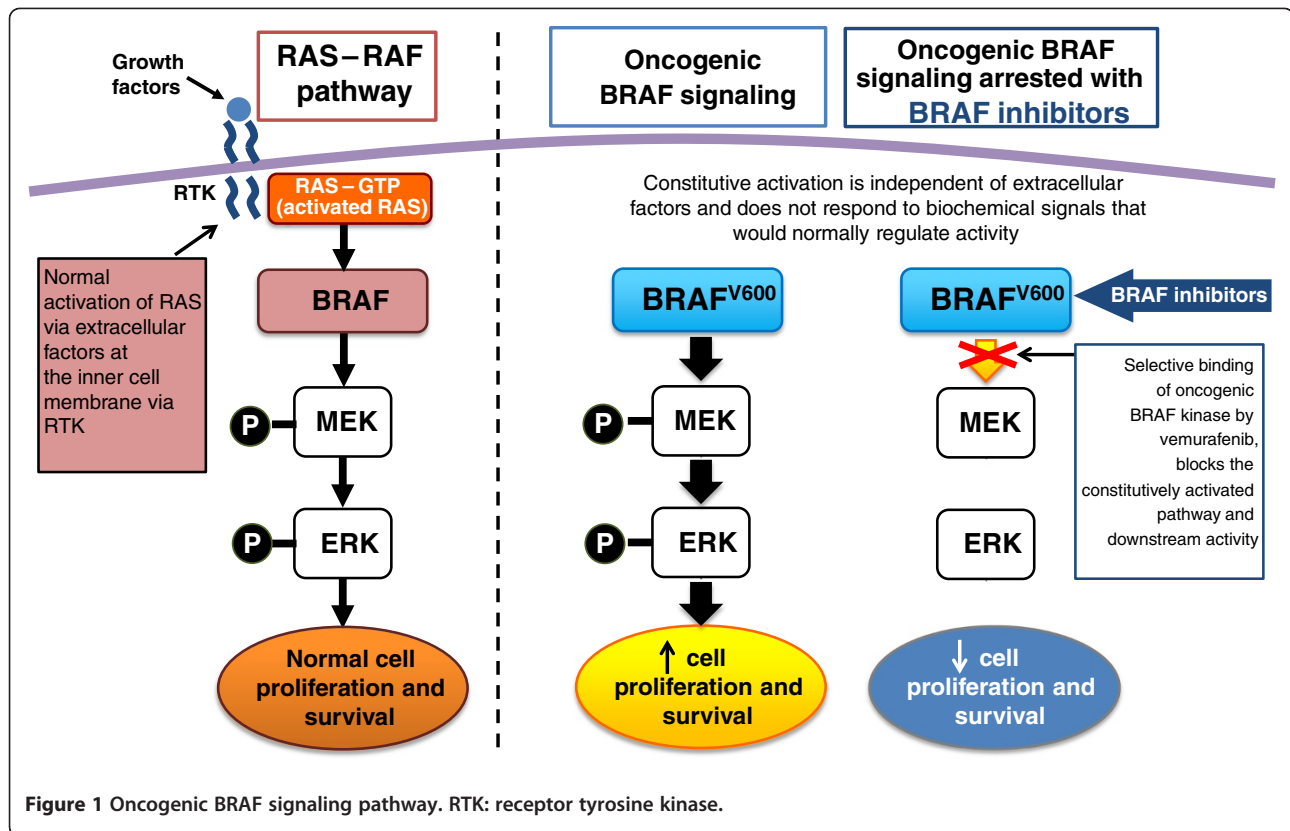 RAS–RAF
pathway
Growth
factors
RTK
RAS–GTP
(activated RAS)
Normal
activation of RAS
via extracellular
factors at
the inner cell
membrane via
RTK
BRAF
P
MEK
P
ERK
Normal cell
proliferation and
survival
Oncogenic
BRAF signaling
Oncogenic BRAF
signaling arrested with
BRAF inhibitors
Constitutive activation is independent of extracellular
factors and does not respond to biochemical signals that
would normally regulate activity
BRAFV600
P
MEK
P
ERK
↑ cell
proliferation and
survival
BRAFV600
BRAF inhibitors
Selective binding
of oncogenic
BRAF kinase by
vemurafenib,
blocks the
constitutively activated
pathway and
downstream activity
MEK
ERK
↓ cell
proliferation and
survival
Figure 1 Oncogenic BRAF signaling pathway. RTK: receptor tyrosine kinase.